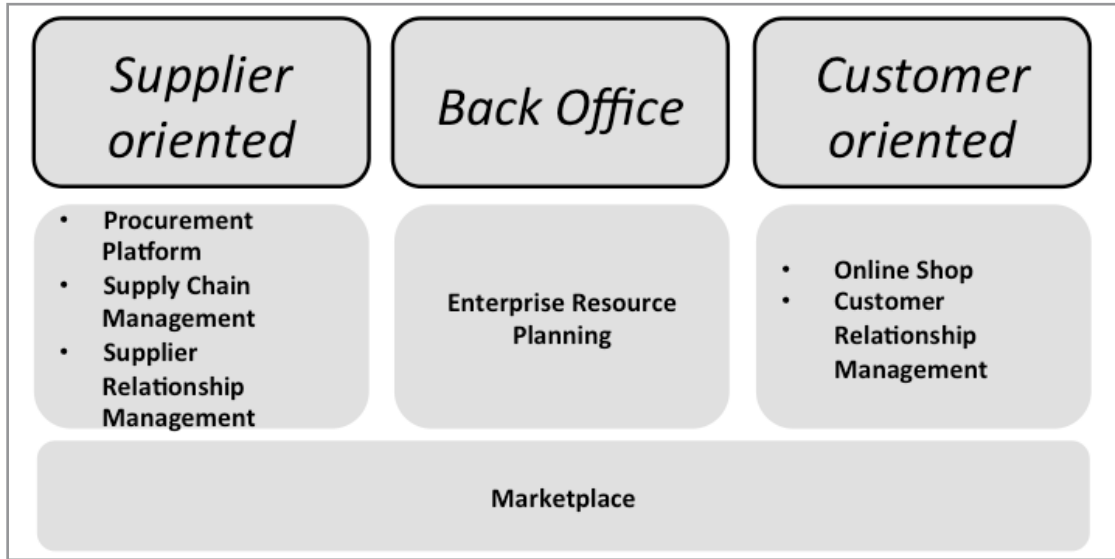 Supplier
oriented
Back Office
Customer
oriented
• Procurement
Platform
• Supply Chain
Management
• Supplier
Relationship
Management
Enterprise Resource
Planning
• Online Shop
• Customer
Relationship
Management
Marketplace